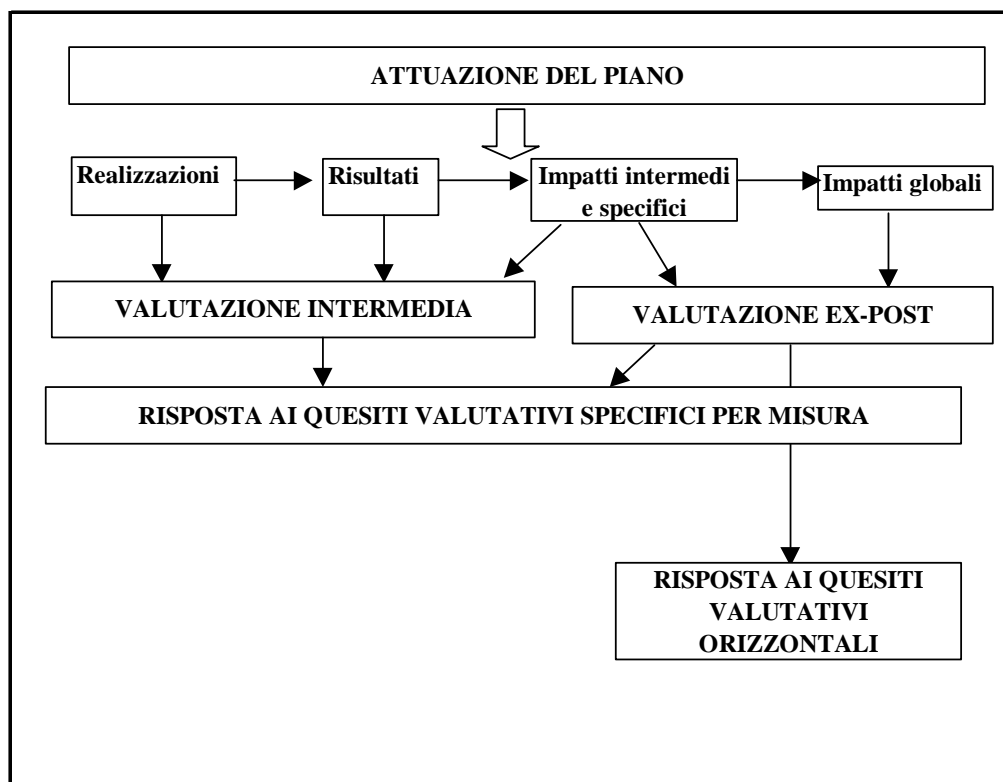 ATTUAZIONE DEL PIANO
Realizzazioni
Risultati
Impatti intermedi
e specifici
Impatti globali
VALUTAZIONE INTERMEDIA
VALUTAZIONE EX-POST
RISPOSTA AI QUESITI VALUTATIVI SPECIFICI PER MISURA
RISPOSTA AI QUESITI
VALUTATIVI
ORIZZONTALI